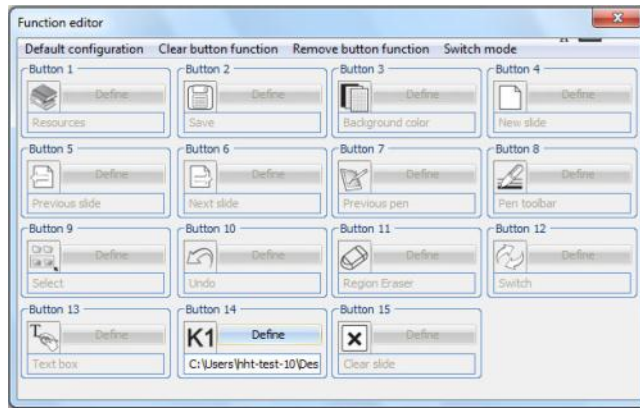 Function editor
Default configuration Clear button function Remove button function Switch mode
Button 1 Button 2 Button 3 Button 4
Define Define Define Define
Resources Save Background color New slide
Button 5 Button 6 Button 7 Button 8
Define Define Define Define
Previous slide Next slide Previous pen Pen toolbar
Button 9 Button 10 Button 11 Button 12
Define Define Define Define
Select Undo Region Eraser Switch
Button 13 Button 14 Button 15
T K1 Define Define Define
Text box C:\Users\hht-test-10\Des Clear slide